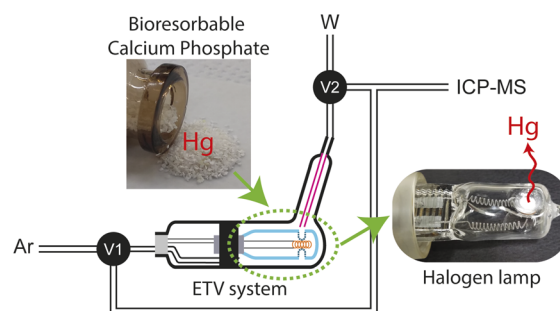 Bioresorbable
Calcium Phosphate
Hg
W
V2
ICP-MS
Hg
Ar
V1
ETV system
Halogen lamp